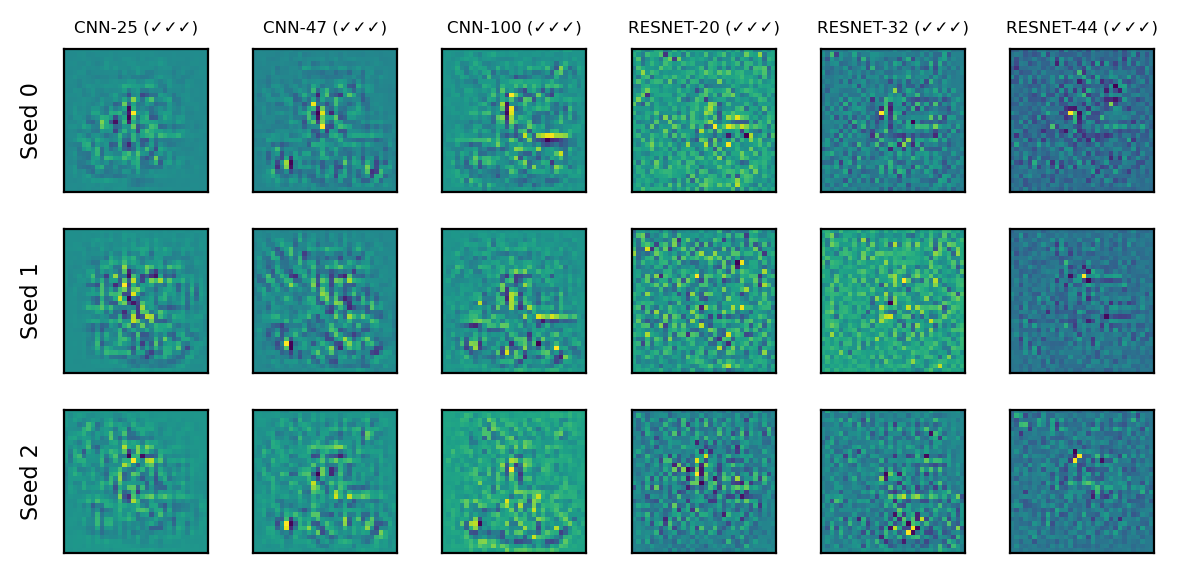 CNN-25 (✓✓✓) CNN-47 (✓✓✓) CNN-100 (✓✓✓) RESNET-20 (✓✓✓) RESNET-32 (✓✓✓) RESNET-44 (✓✓✓)
Seed 0
Seed 1
Seed 2